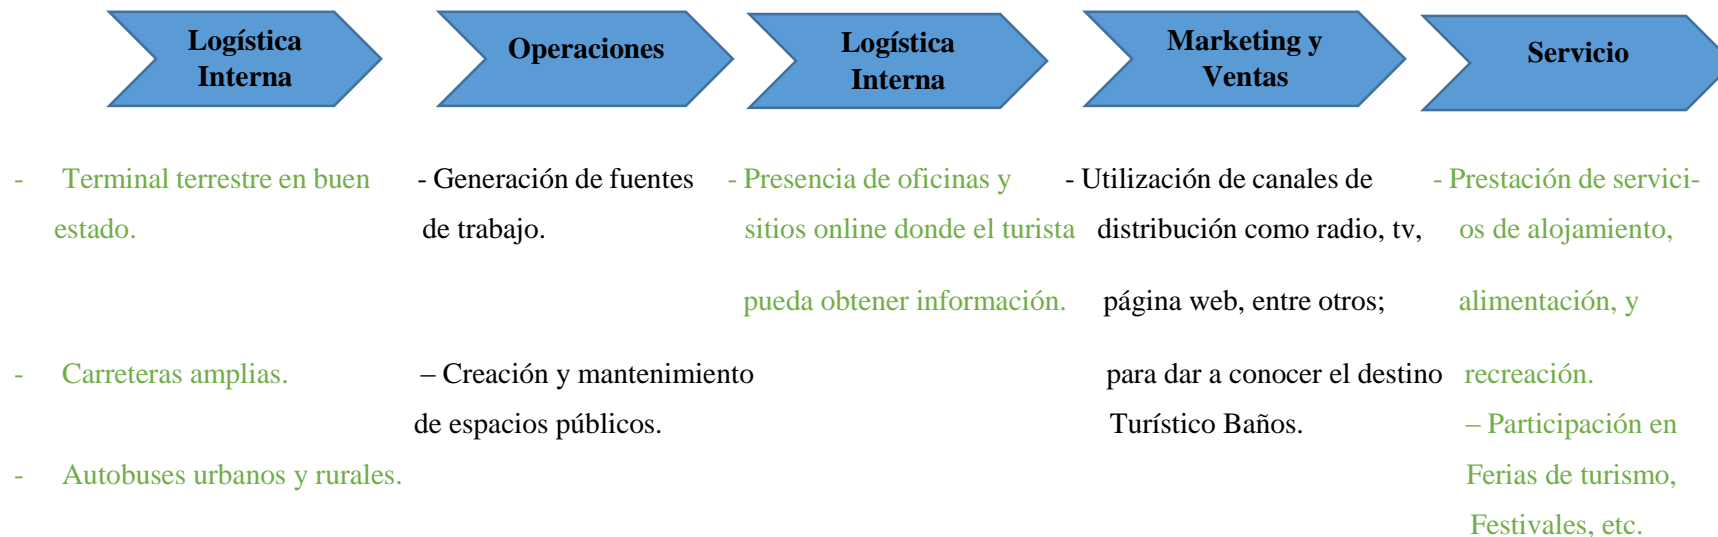 Logística
Interna
Operaciones
Logística
Interna
Marketing y
Ventas
Servicio
- Terminal terrestre en buen
estado.
- Carreteras amplias.
- Autobuses urbanos y rurales.
- Generación de fuentes
de trabajo.
– Creación y mantenimiento
de espacios públicos.
- Presencia de oficinas y
sitios online donde el turista
pueda obtener información.
- Utilización de canales de
distribución como radio, tv,
página web, entre otros;
para dar a conocer el destino
Turístico Baños.
- Prestación de servici-
os de alojamiento,
alimentación, y
recreación.
– Participación en
Ferias de turismo,
Festivales, etc.